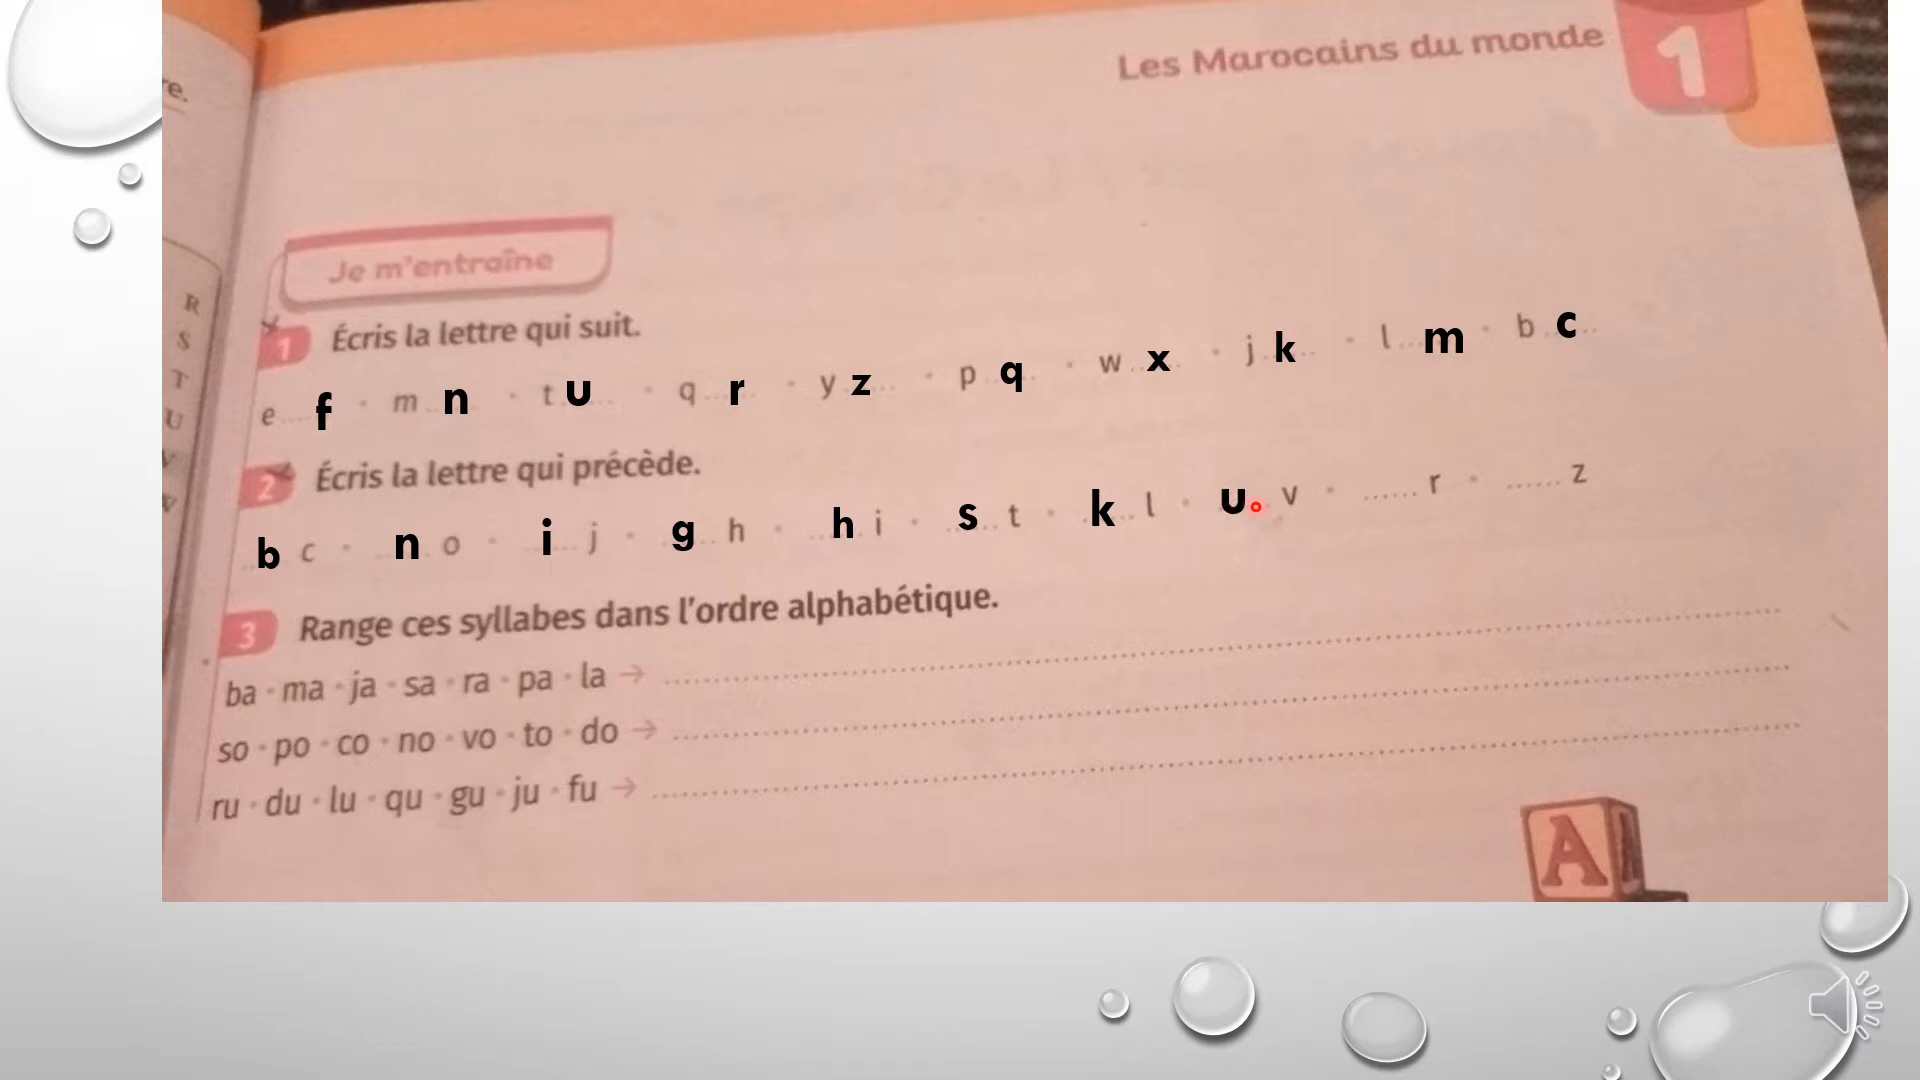 re.
Les Marocains du monde 1
R
S
T
U
V
Je m'entraîne
1 Écris la lettre qui suit.
e.... f · m n · t U... · q... r · y z... · p q · w.. x · j k.. · l... m · b c..
2 Écris la lettre qui précède.
b c · n o · i... j · g h · ...h i · s.. t · k.. l · U v · ...... r · ...... z
3 Range ces syllabes dans l'ordre alphabétique.
ba · ma · ja · sa · ra · pa · la →
so · po · co · no · vo · to · do →
ru · du · lu · qu · gu · ju · fu →
A